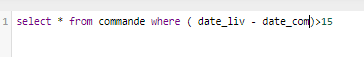 1 select * from commande where ( date_liv - date_com)>15